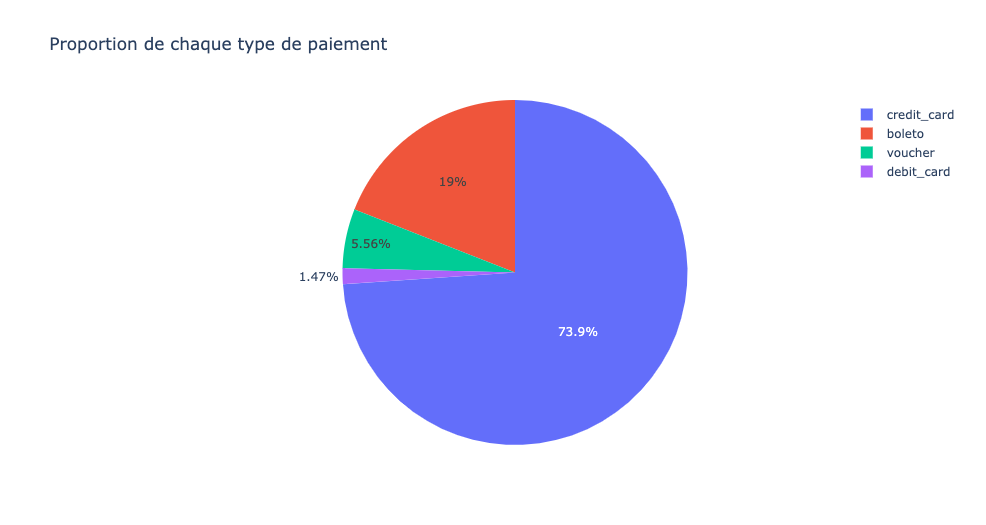 Proportion de chaque type de paiement
credit_card
boleto
voucher
debit_card
19%
5.56%
1.47%
73.9%